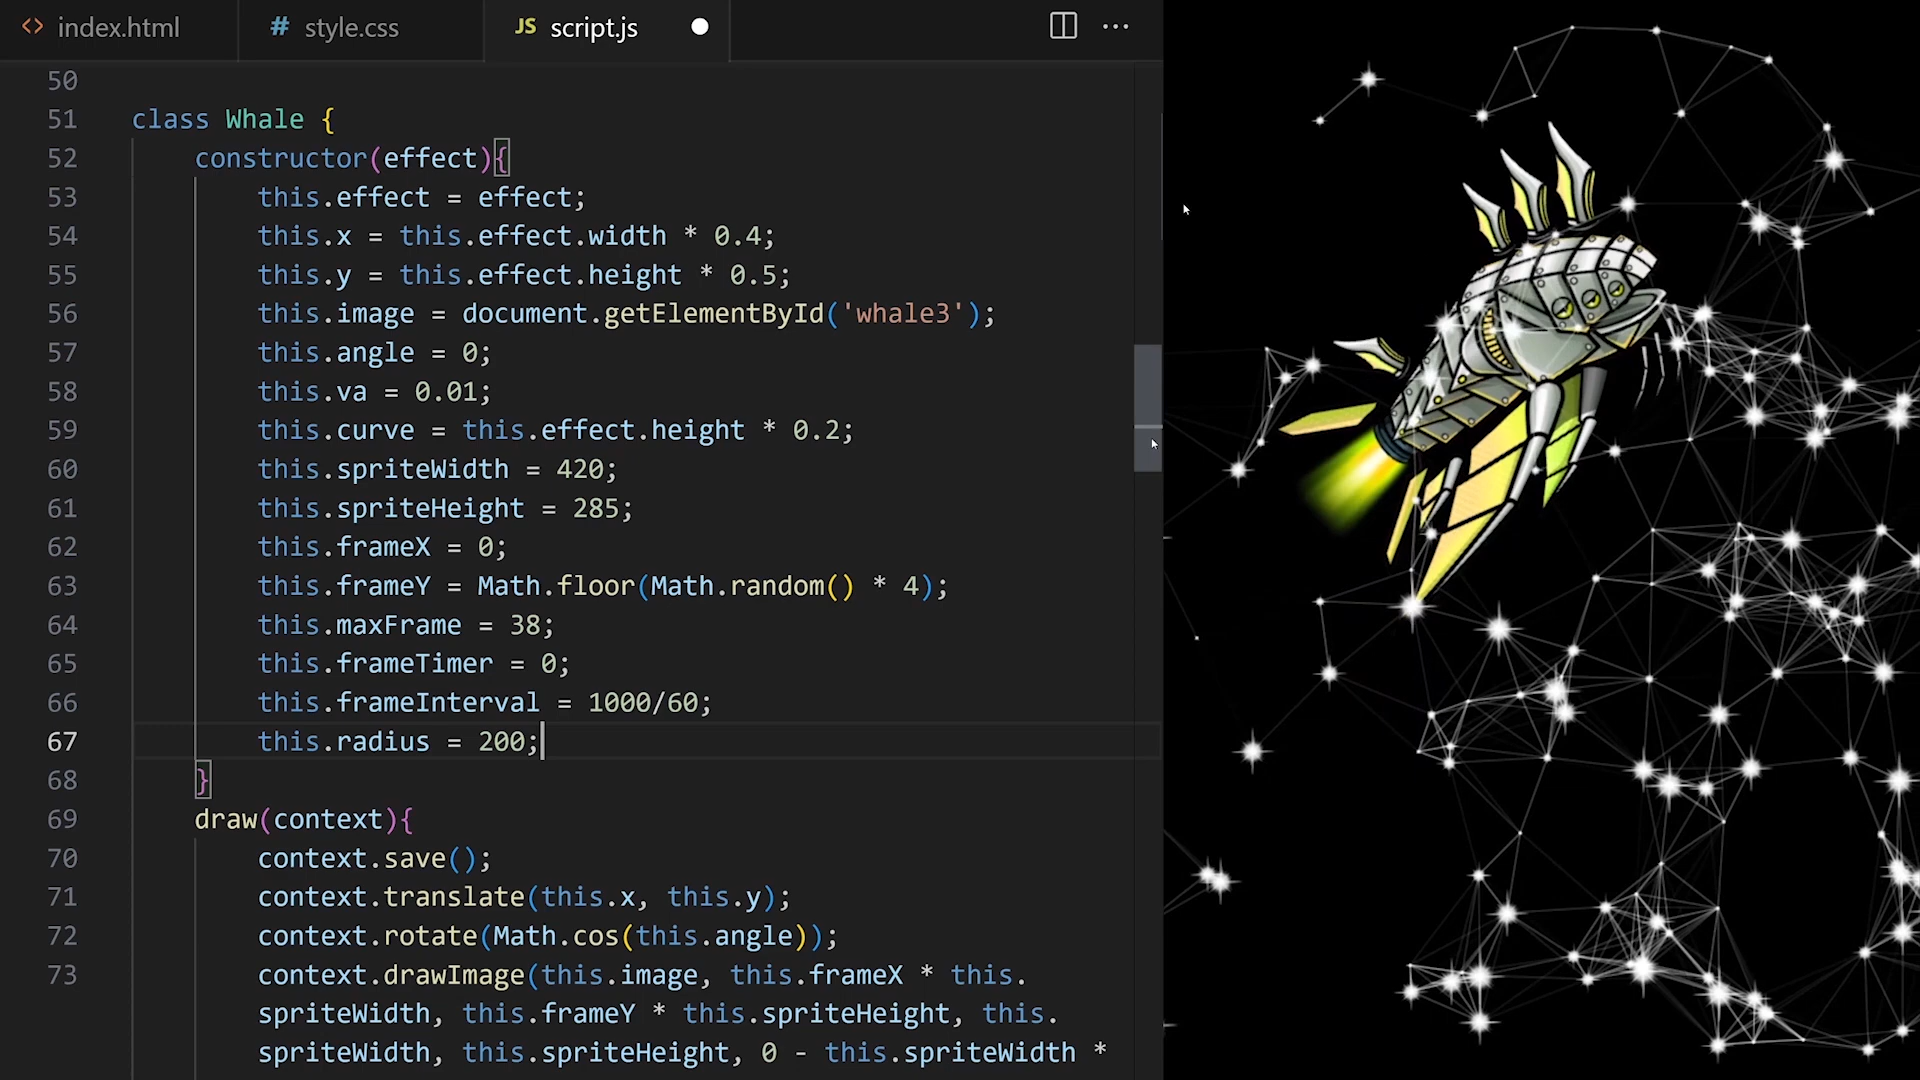 <> index.html # style.css JS script.js
50
51 class Whale {
52 constructor(effect){
53 this.effect = effect;
54 this.x = this.effect.width * 0.4;
55 this.y = this.effect.height * 0.5;
56 this.image = document.getElementById('whale3');
57 this.angle = 0;
58 this.va = 0.01;
59 this.curve = this.effect.height * 0.2;
60 this.spriteWidth = 420;
61 this.spriteHeight = 285;
62 this.frameX = 0;
63 this.frameY = Math.floor(Math.random() * 4);
64 this.maxFrame = 38;
65 this.frameTimer = 0;
66 this.frameInterval = 1000/60;
67 this.radius = 200;
68 }
69 draw(context){
70 context.save();
71 context.translate(this.x, this.y);
72 context.rotate(Math.cos(this.angle));
73 context.drawImage(this.image, this.frameX * this.
spriteWidth, this.frameY * this.spriteHeight, this.
spriteWidth, this.spriteHeight, 0 - this.spriteWidth *